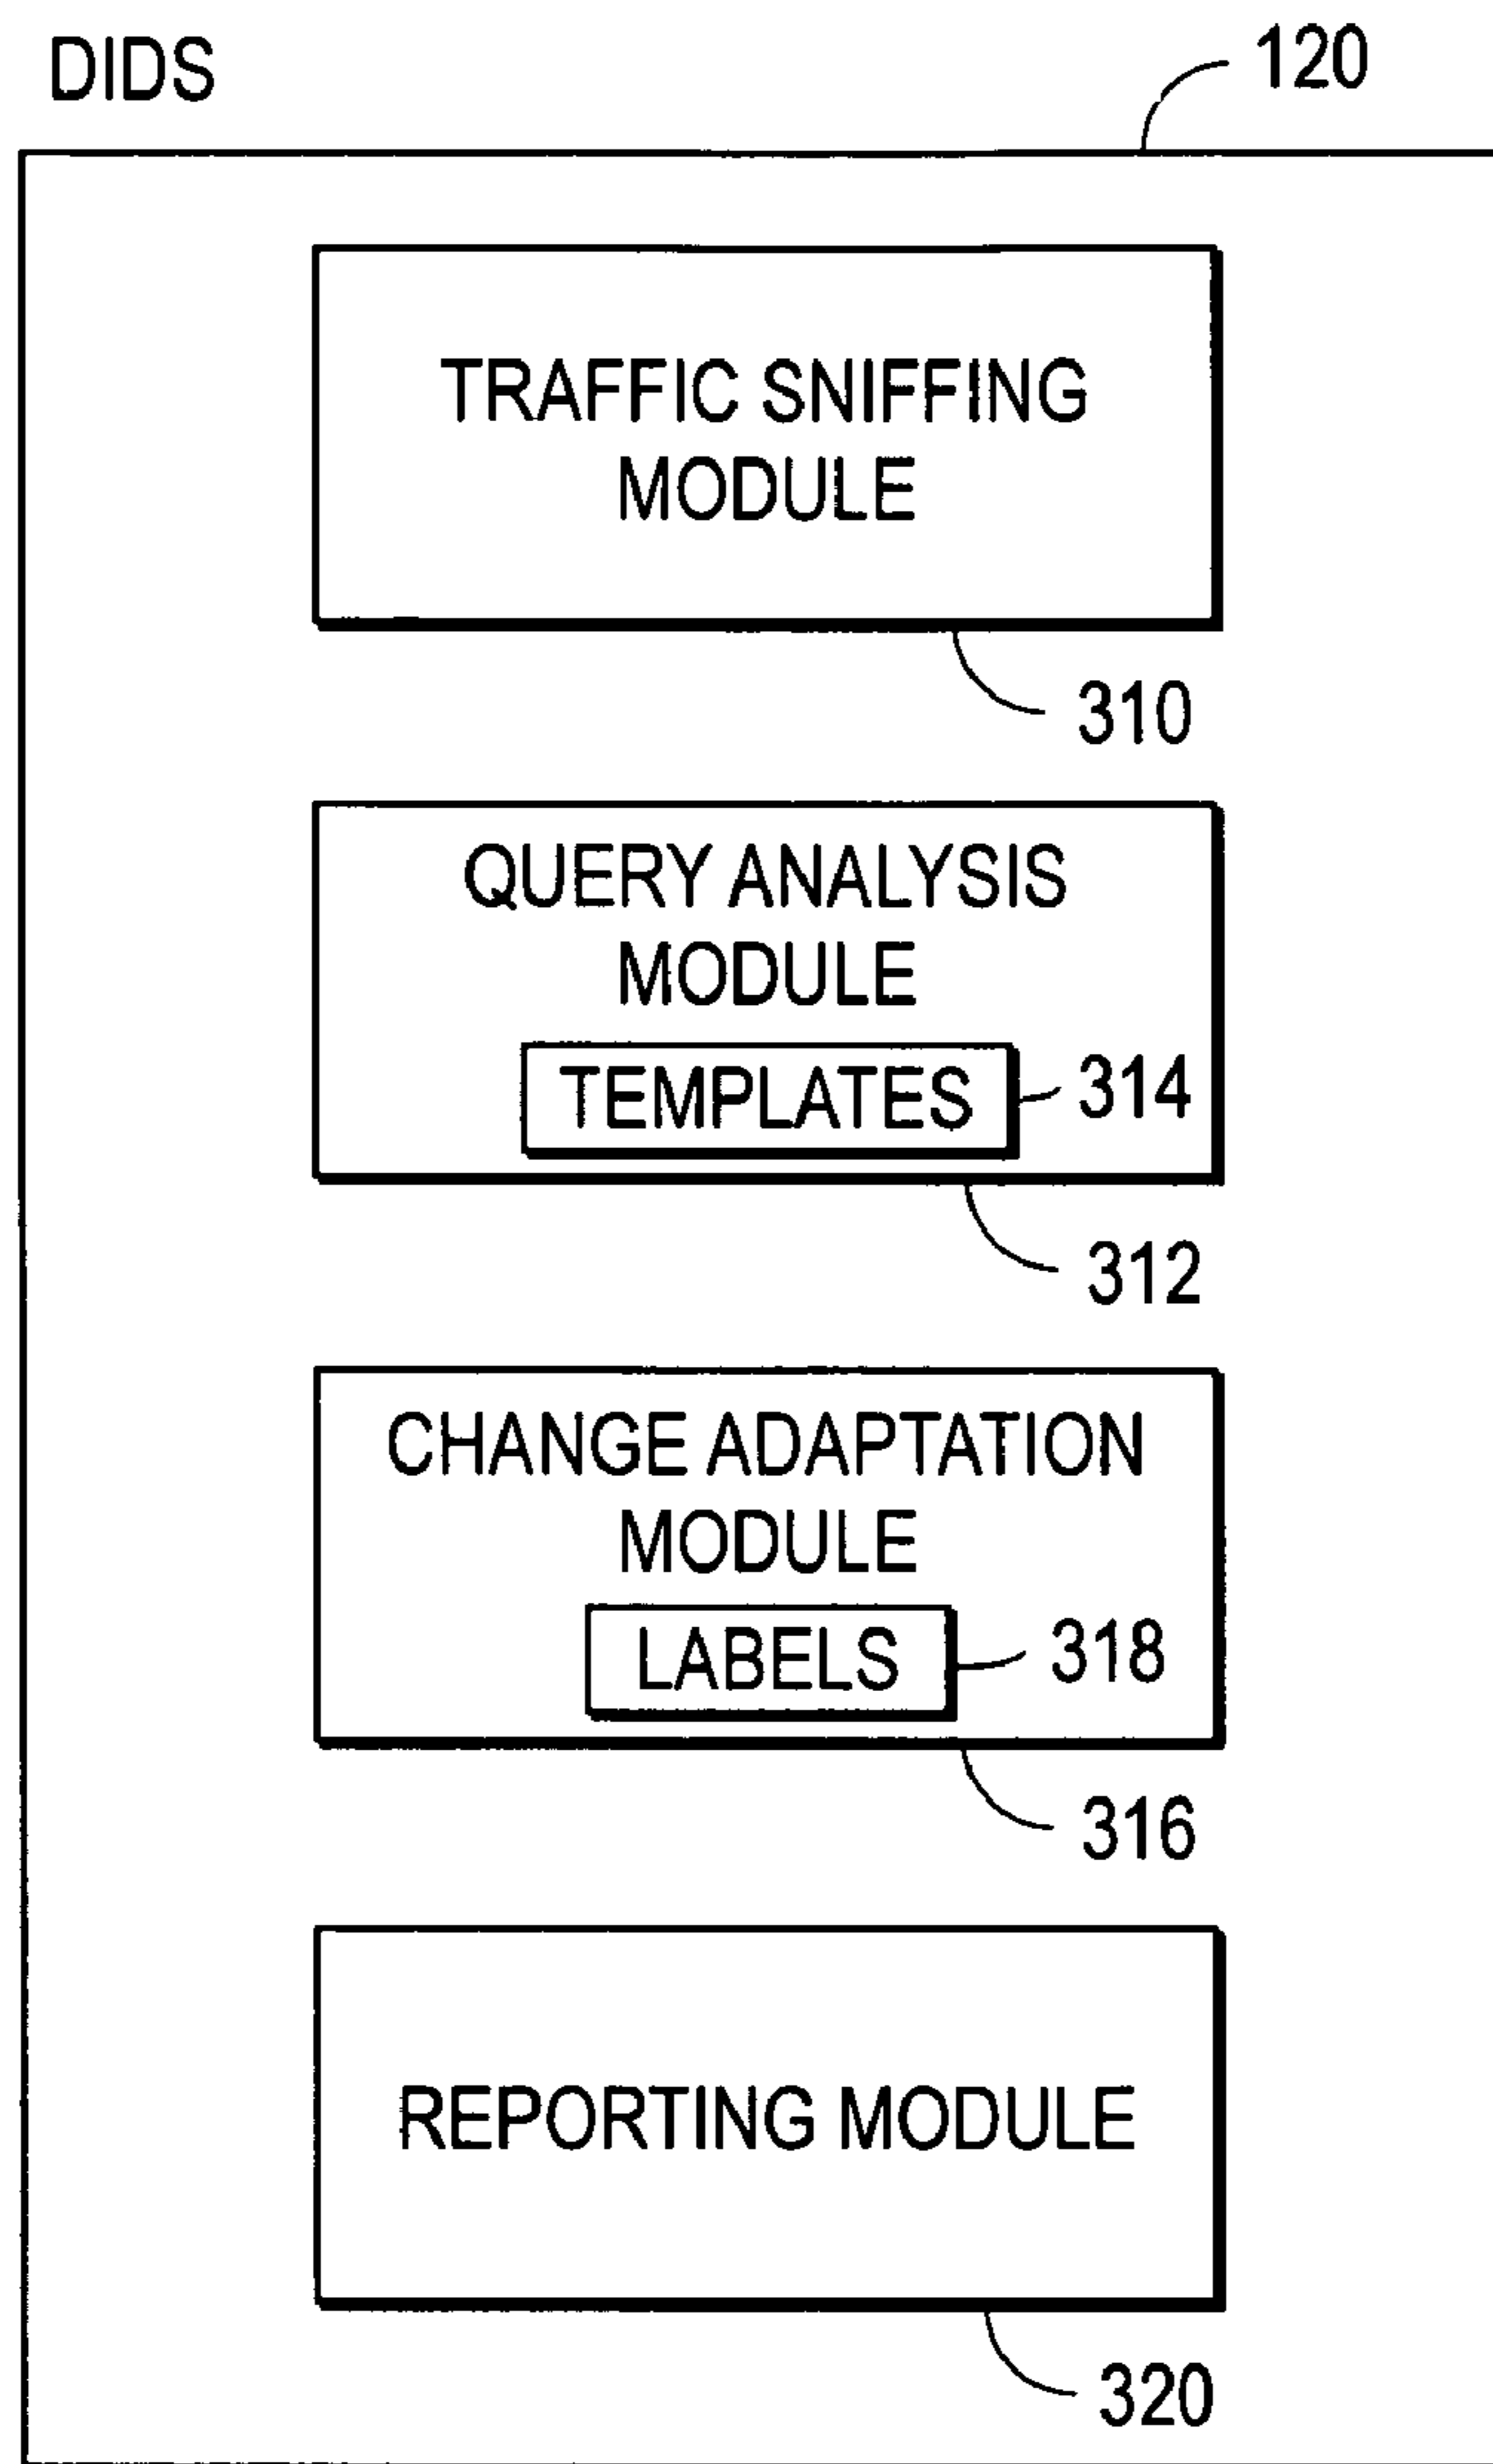 DIDS
120
TRAFFIC SNIFFING
MODULE
310
QUERY ANALYSIS
MODULE
TEMPLATES
314
312
CHANGE ADAPTATION
MODULE
LABELS
318
316
REPORTING MODULE
320